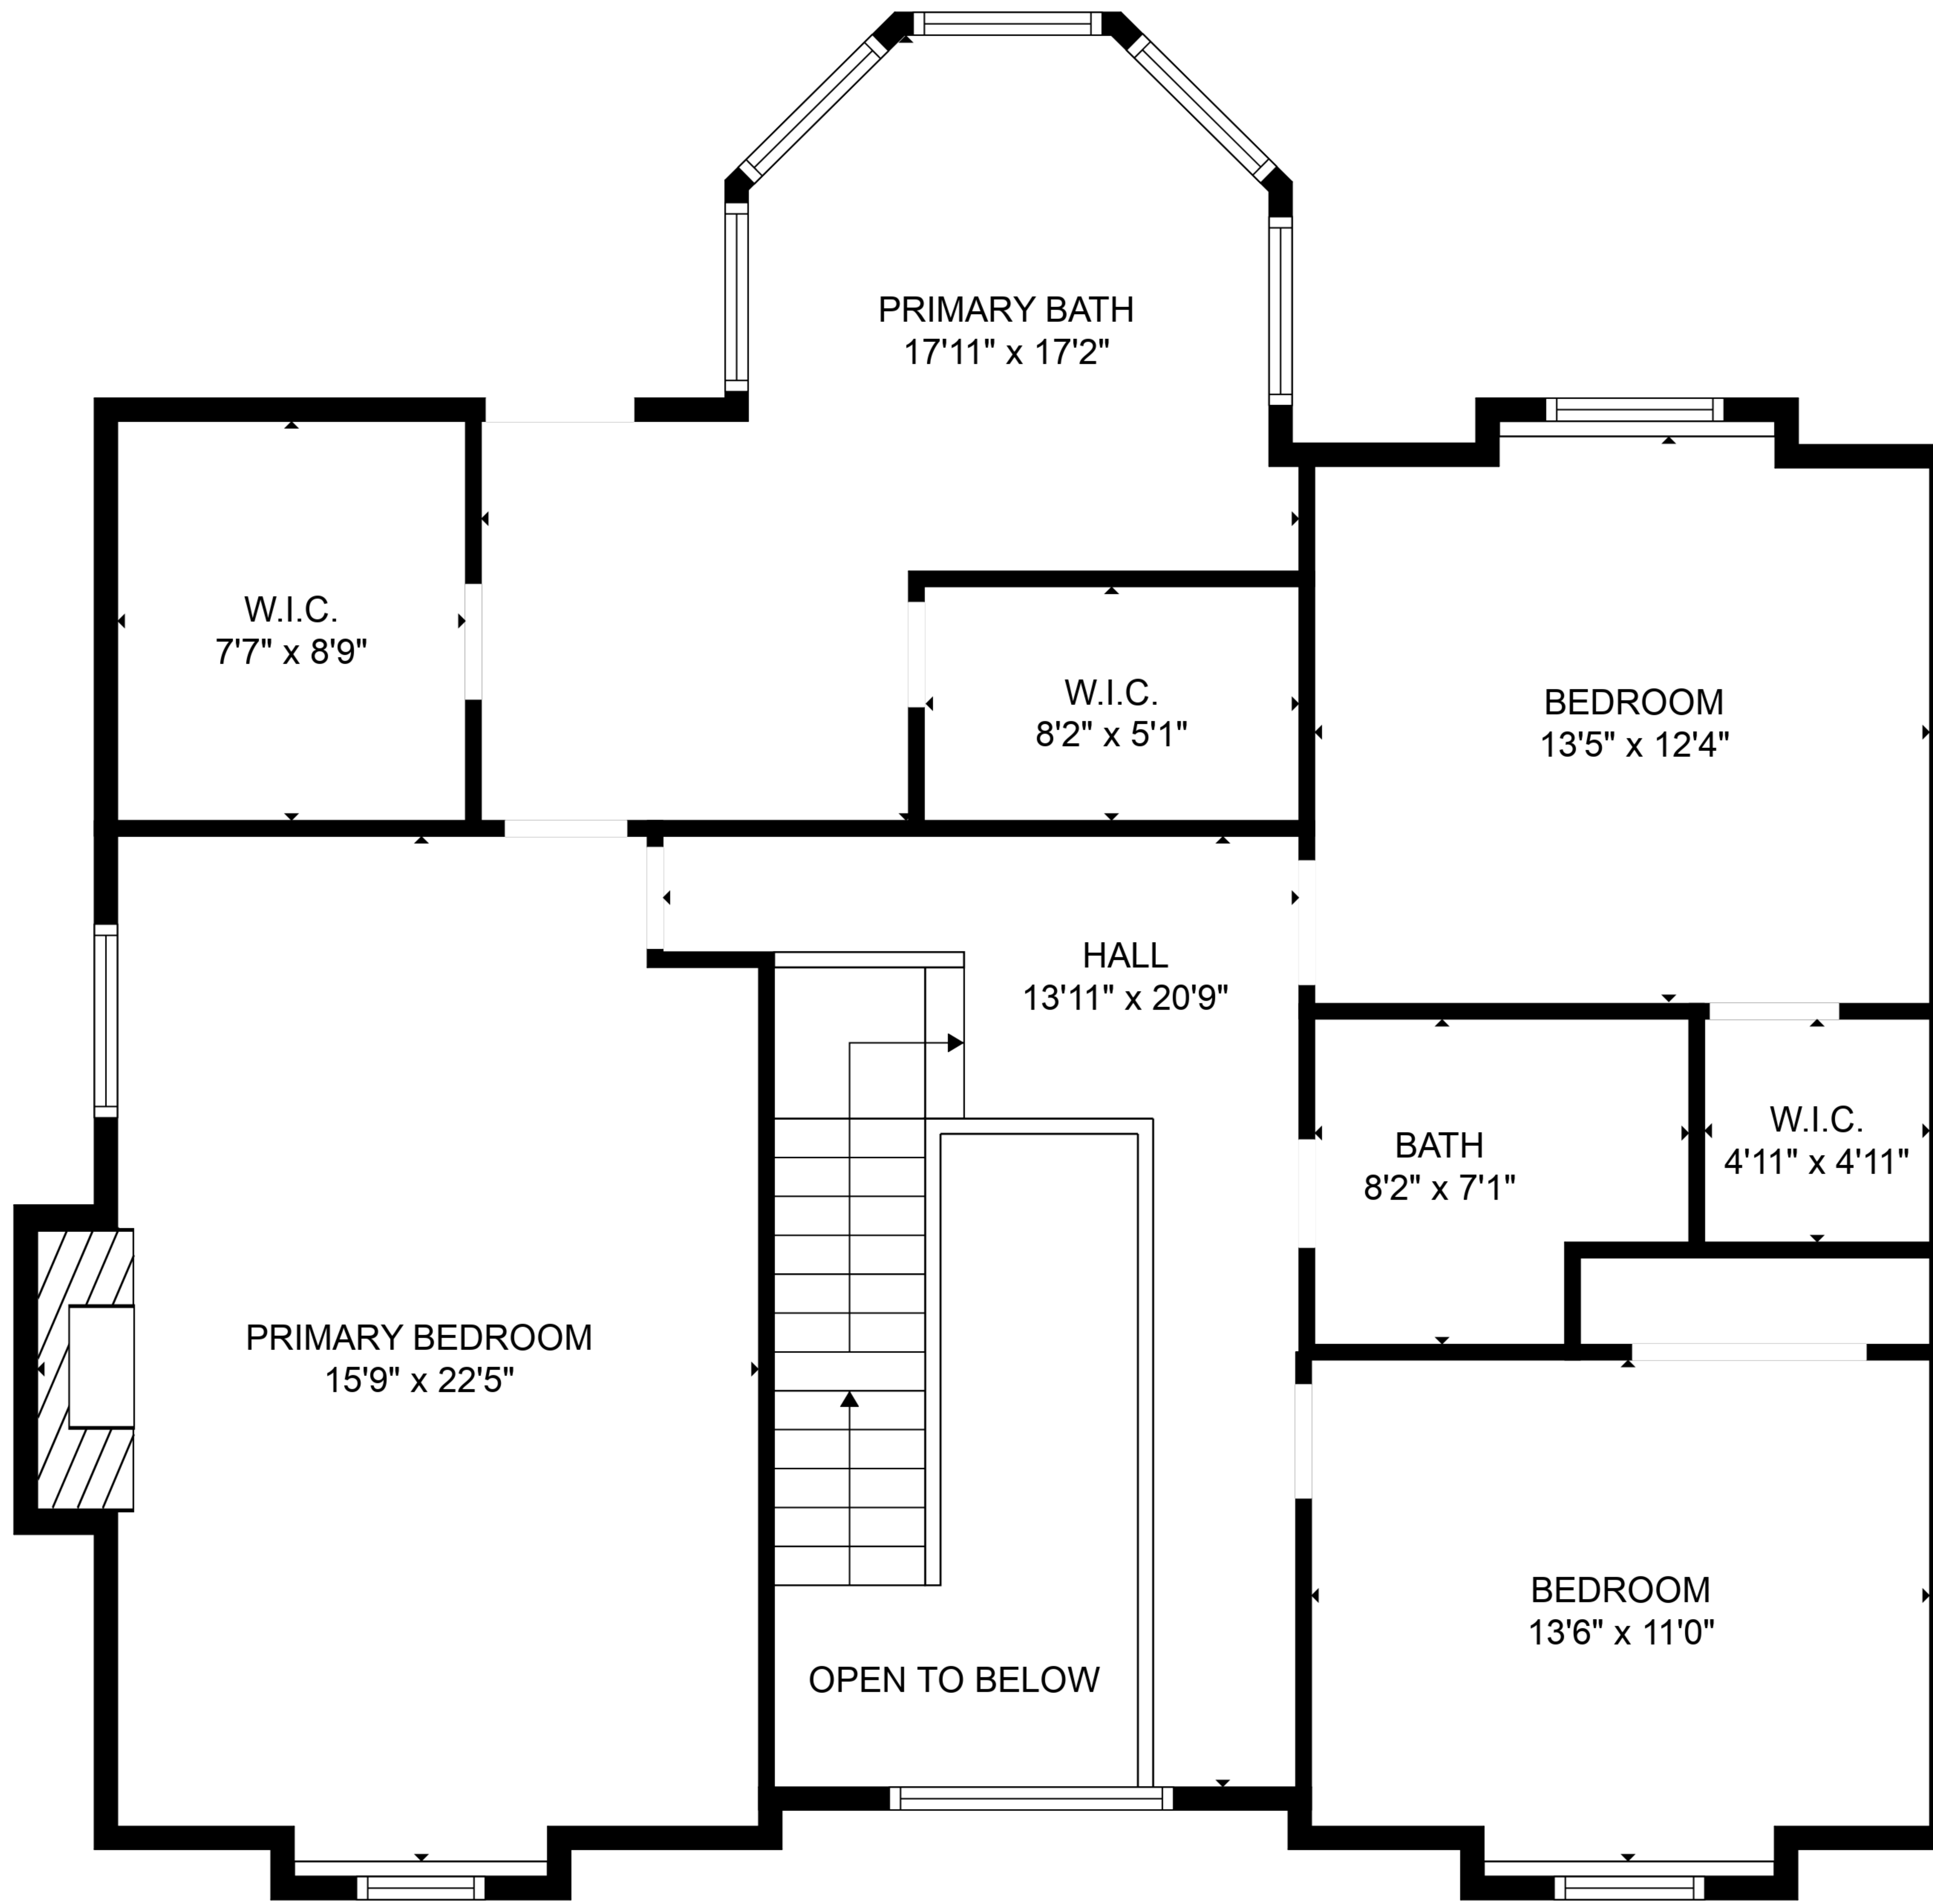 PRIMARY BATH
17'11" x 17'2"
W.I.C.
7'7" x 8'9"
W.I.C.
8'2" x 5'1"
BEDROOM
13'5" x 12'4"
HALL
13'11" x 20'9"
BATH
8'2" x 7'1"
W.I.C.
4'11" x 4'11"
PRIMARY BEDROOM
15'9" x 22'5"
BEDROOM
13'6" x 11'0"
OPEN TO BELOW